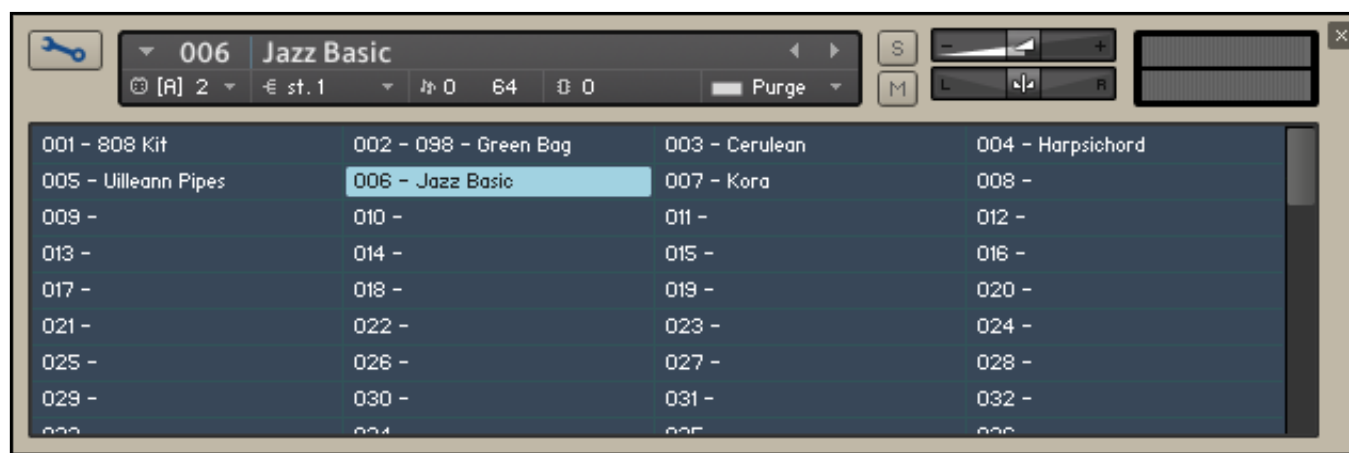 006 Jazz Basic S - +
[A] 2 st. 1 0 64 0 Purge M L R
001 - 808 Kit 002 - 098 - Green Bag 003 - Cerulean 004 - Harpsichord
005 - Uilleann Pipes 006 - Jazz Basic 007 - Kora 008 -
009 - 010 - 011 - 012 -
013 - 014 - 015 - 016 -
017 - 018 - 019 - 020 -
021 - 022 - 023 - 024 -
025 - 026 - 027 - 028 -
029 - 030 - 031 - 032 -